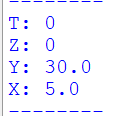 --------
T: 0
Z: 0
Y: 30.0
X: 5.0
--------